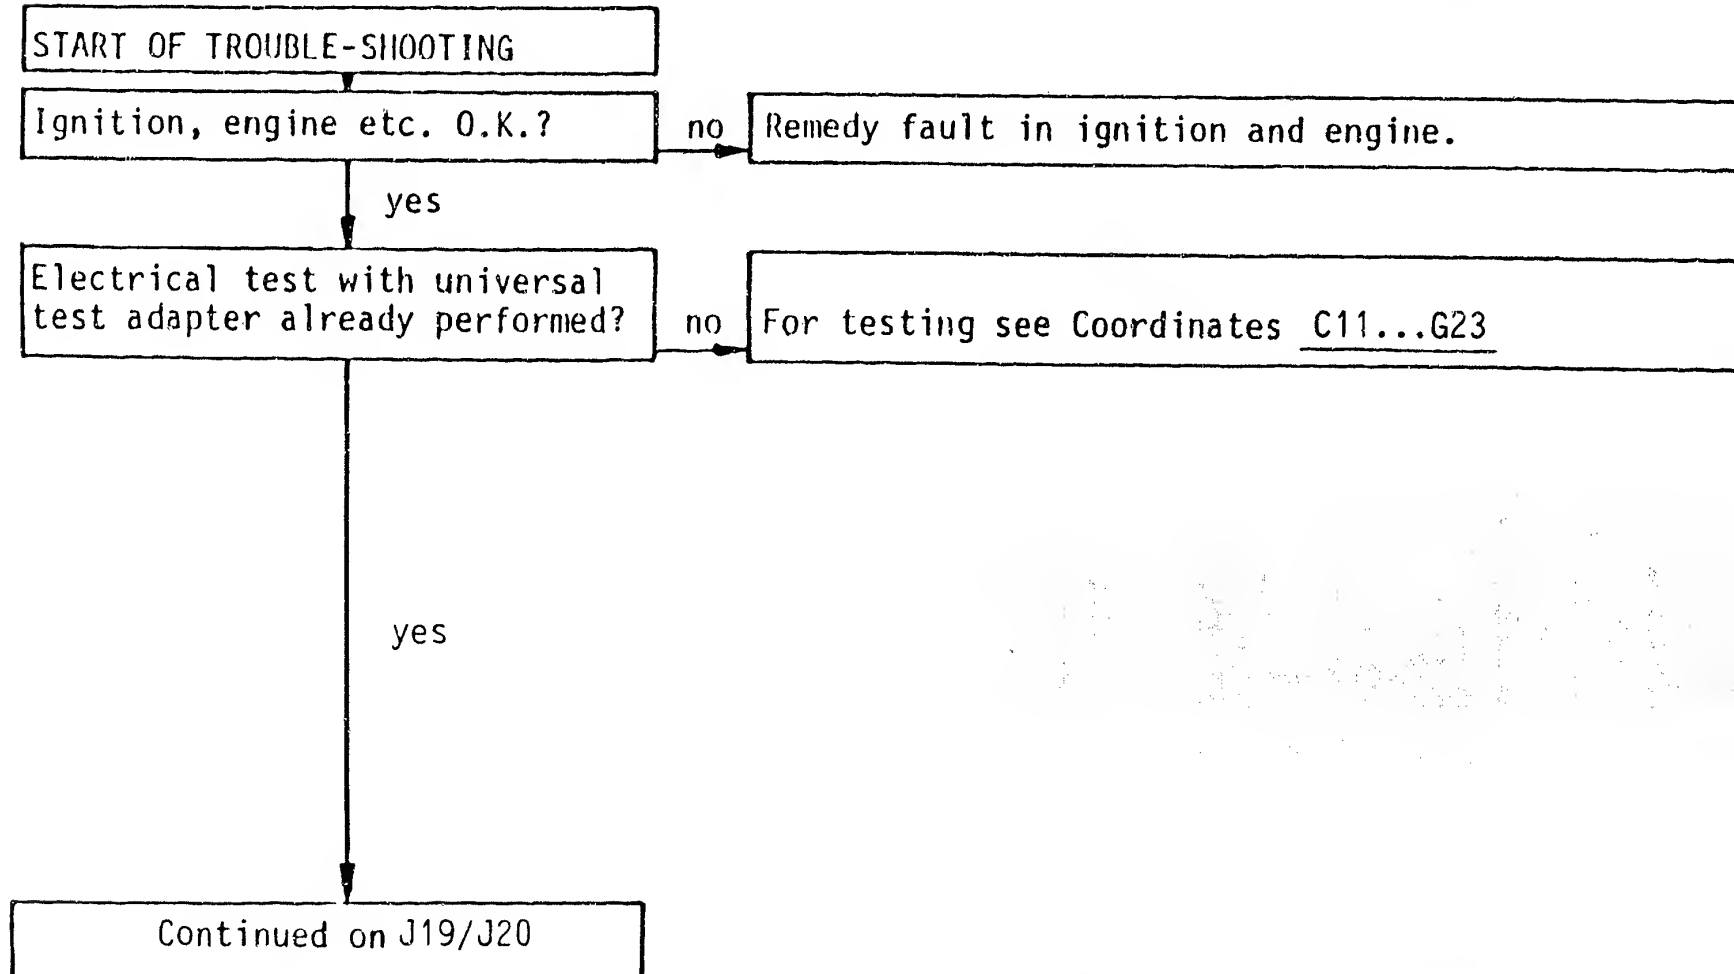 START OF TROUBLE-SHOOTING
Ignition, engine etc. O.K.?
no
Remedy fault in ignition and engine.
yes
Electrical test with universal
test adapter already performed?
no
For testing see Coordinates C11...G23
yes
Continued on J19/J20